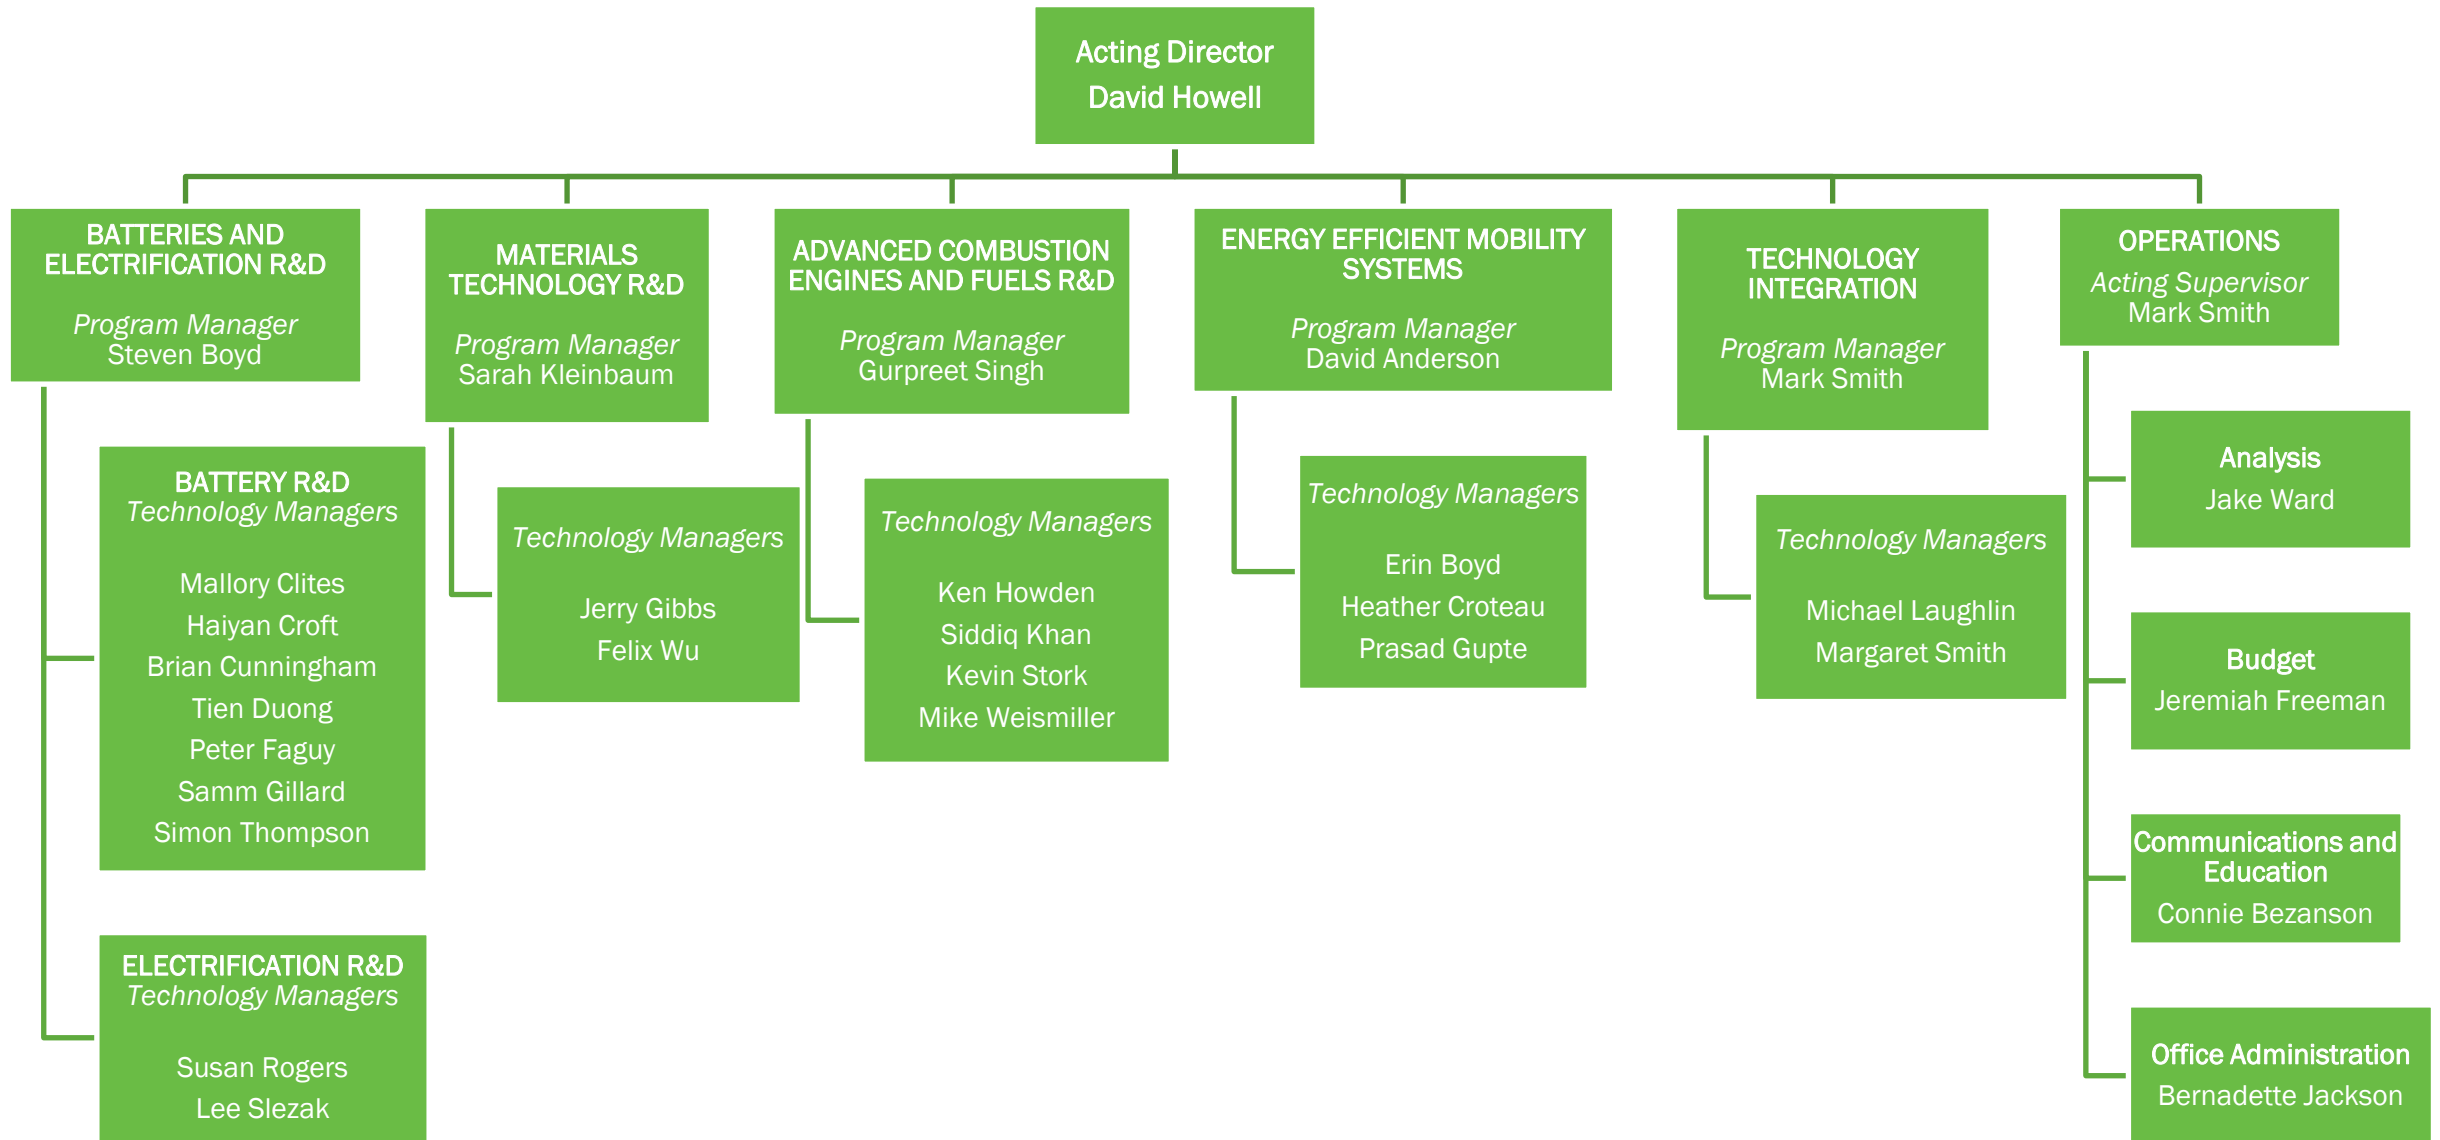 Acting Director
David Howell
BATTERIES AND
ELECTRIFICATION R&D
Program Manager
Steven Boyd
BATTERY R&D
Technology Managers
Mallory Clites
Haiyan Croft
Brian Cunningham
Tien Duong
Peter Faguy
Samm Gillard
Simon Thompson
ELECTRIFICATION R&D
Technology Managers
Susan Rogers
Lee Slezak
MATERIALS
TECHNOLOGY R&D
Program Manager
Sarah Kleinbaum
Technology Managers
Jerry Gibbs
Felix Wu
ADVANCED COMBUSTION
ENGINES AND FUELS R&D
Program Manager
Gurpreet Singh
Technology Managers
Ken Howden
Siddiq Khan
Kevin Stork
Mike Weismiller
ENERGY EFFICIENT MOBILITY
SYSTEMS
Program Manager
David Anderson
Technology Managers
Erin Boyd
Heather Croteau
Prasad Gupte
TECHNOLOGY
INTEGRATION
Program Manager
Mark Smith
Technology Managers
Michael Laughlin
Margaret Smith
OPERATIONS
Acting Supervisor
Mark Smith
Analysis
Jake Ward
Budget
Jeremiah Freeman
Communications and
Education
Connie Bezanson
Office Administration
Bernadette Jackson